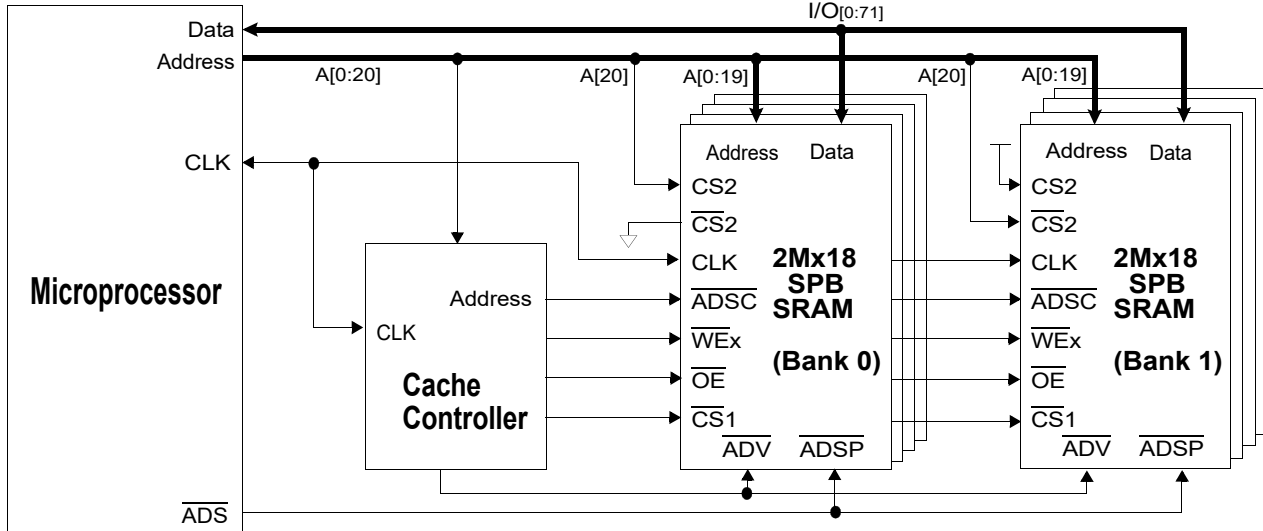 I/O[0:71]
Data
Address
A[0:20]
A[20]
A[0:19]
A[20]
A[0:19]
CLK
Microprocessor
ADS
Address
CLK
Cache
Controller
Address Data
CS2
CS2
CLK
ADSC
WEx
OE
CS1
2Mx18
SPB
SRAM
(Bank 0)
ADV ADSP
Address Data
CS2
CS2
CLK
ADSC
WEx
OE
CS1
2Mx18
SPB
SRAM
(Bank 1)
ADV ADSP